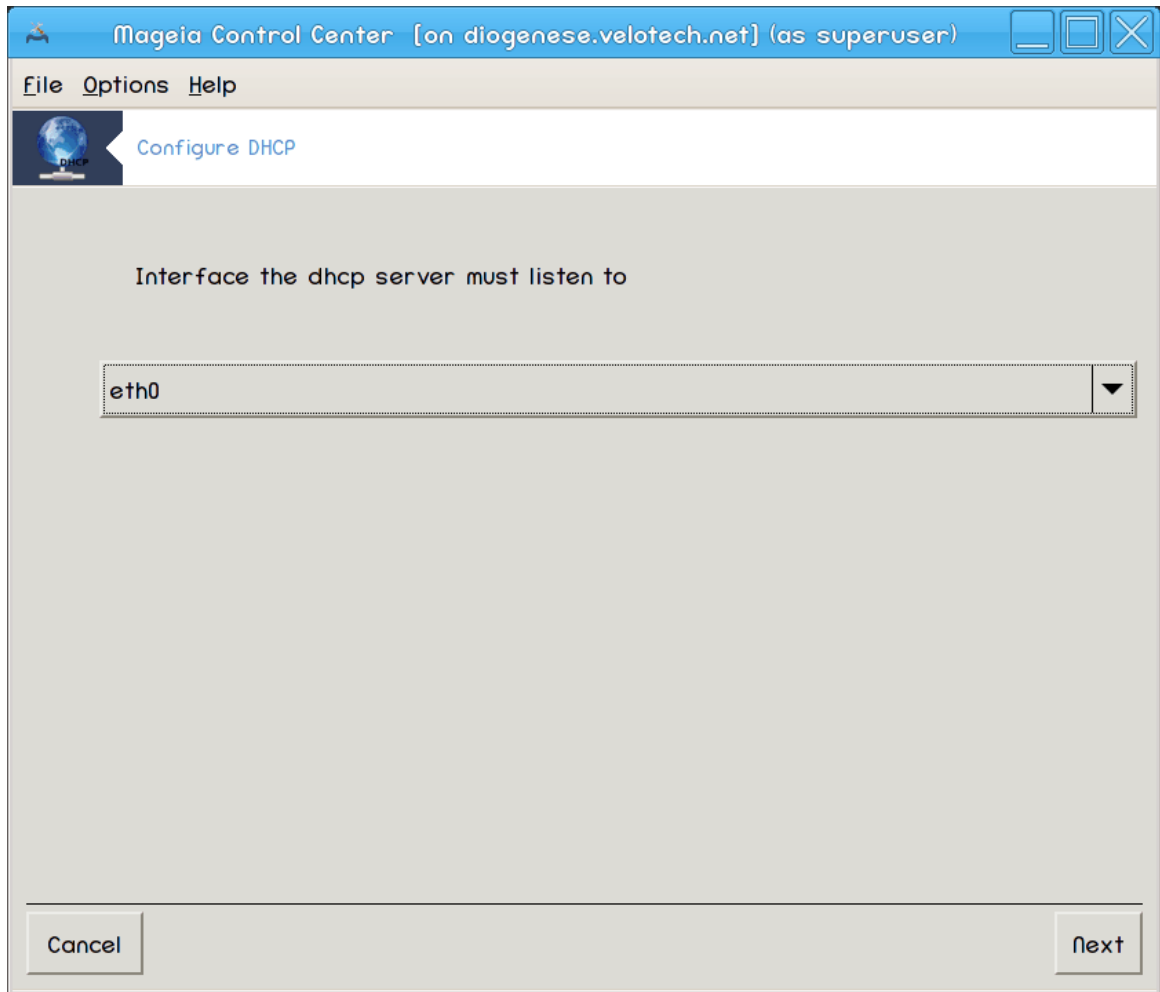 Mageia Control Center [on diogenese.velotech.net] (as superuser)
File Options Help
DHCP
Configure DHCP
Interface the dhcp server must listen to
eth0
Cancel
Next